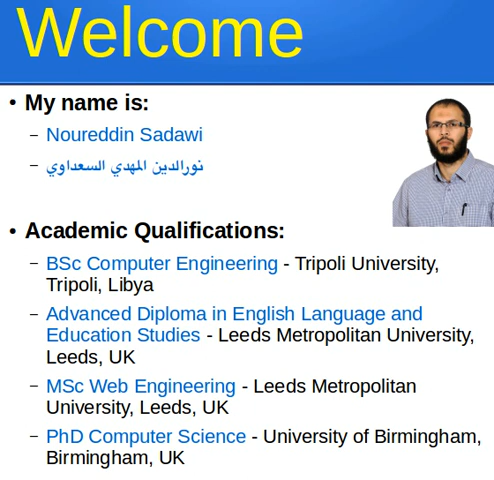 Welcome
• My name is:
– Noureddin Sadawi
– نورالدين المهدي السعداوي
• Academic Qualifications:
– BSc Computer Engineering - Tripoli University,
Tripoli, Libya
– Advanced Diploma in English Language and
Education Studies - Leeds Metropolitan University,
Leeds, UK
– MSc Web Engineering - Leeds Metropolitan
University, Leeds, UK
– PhD Computer Science - University of Birmingham,
Birmingham, UK